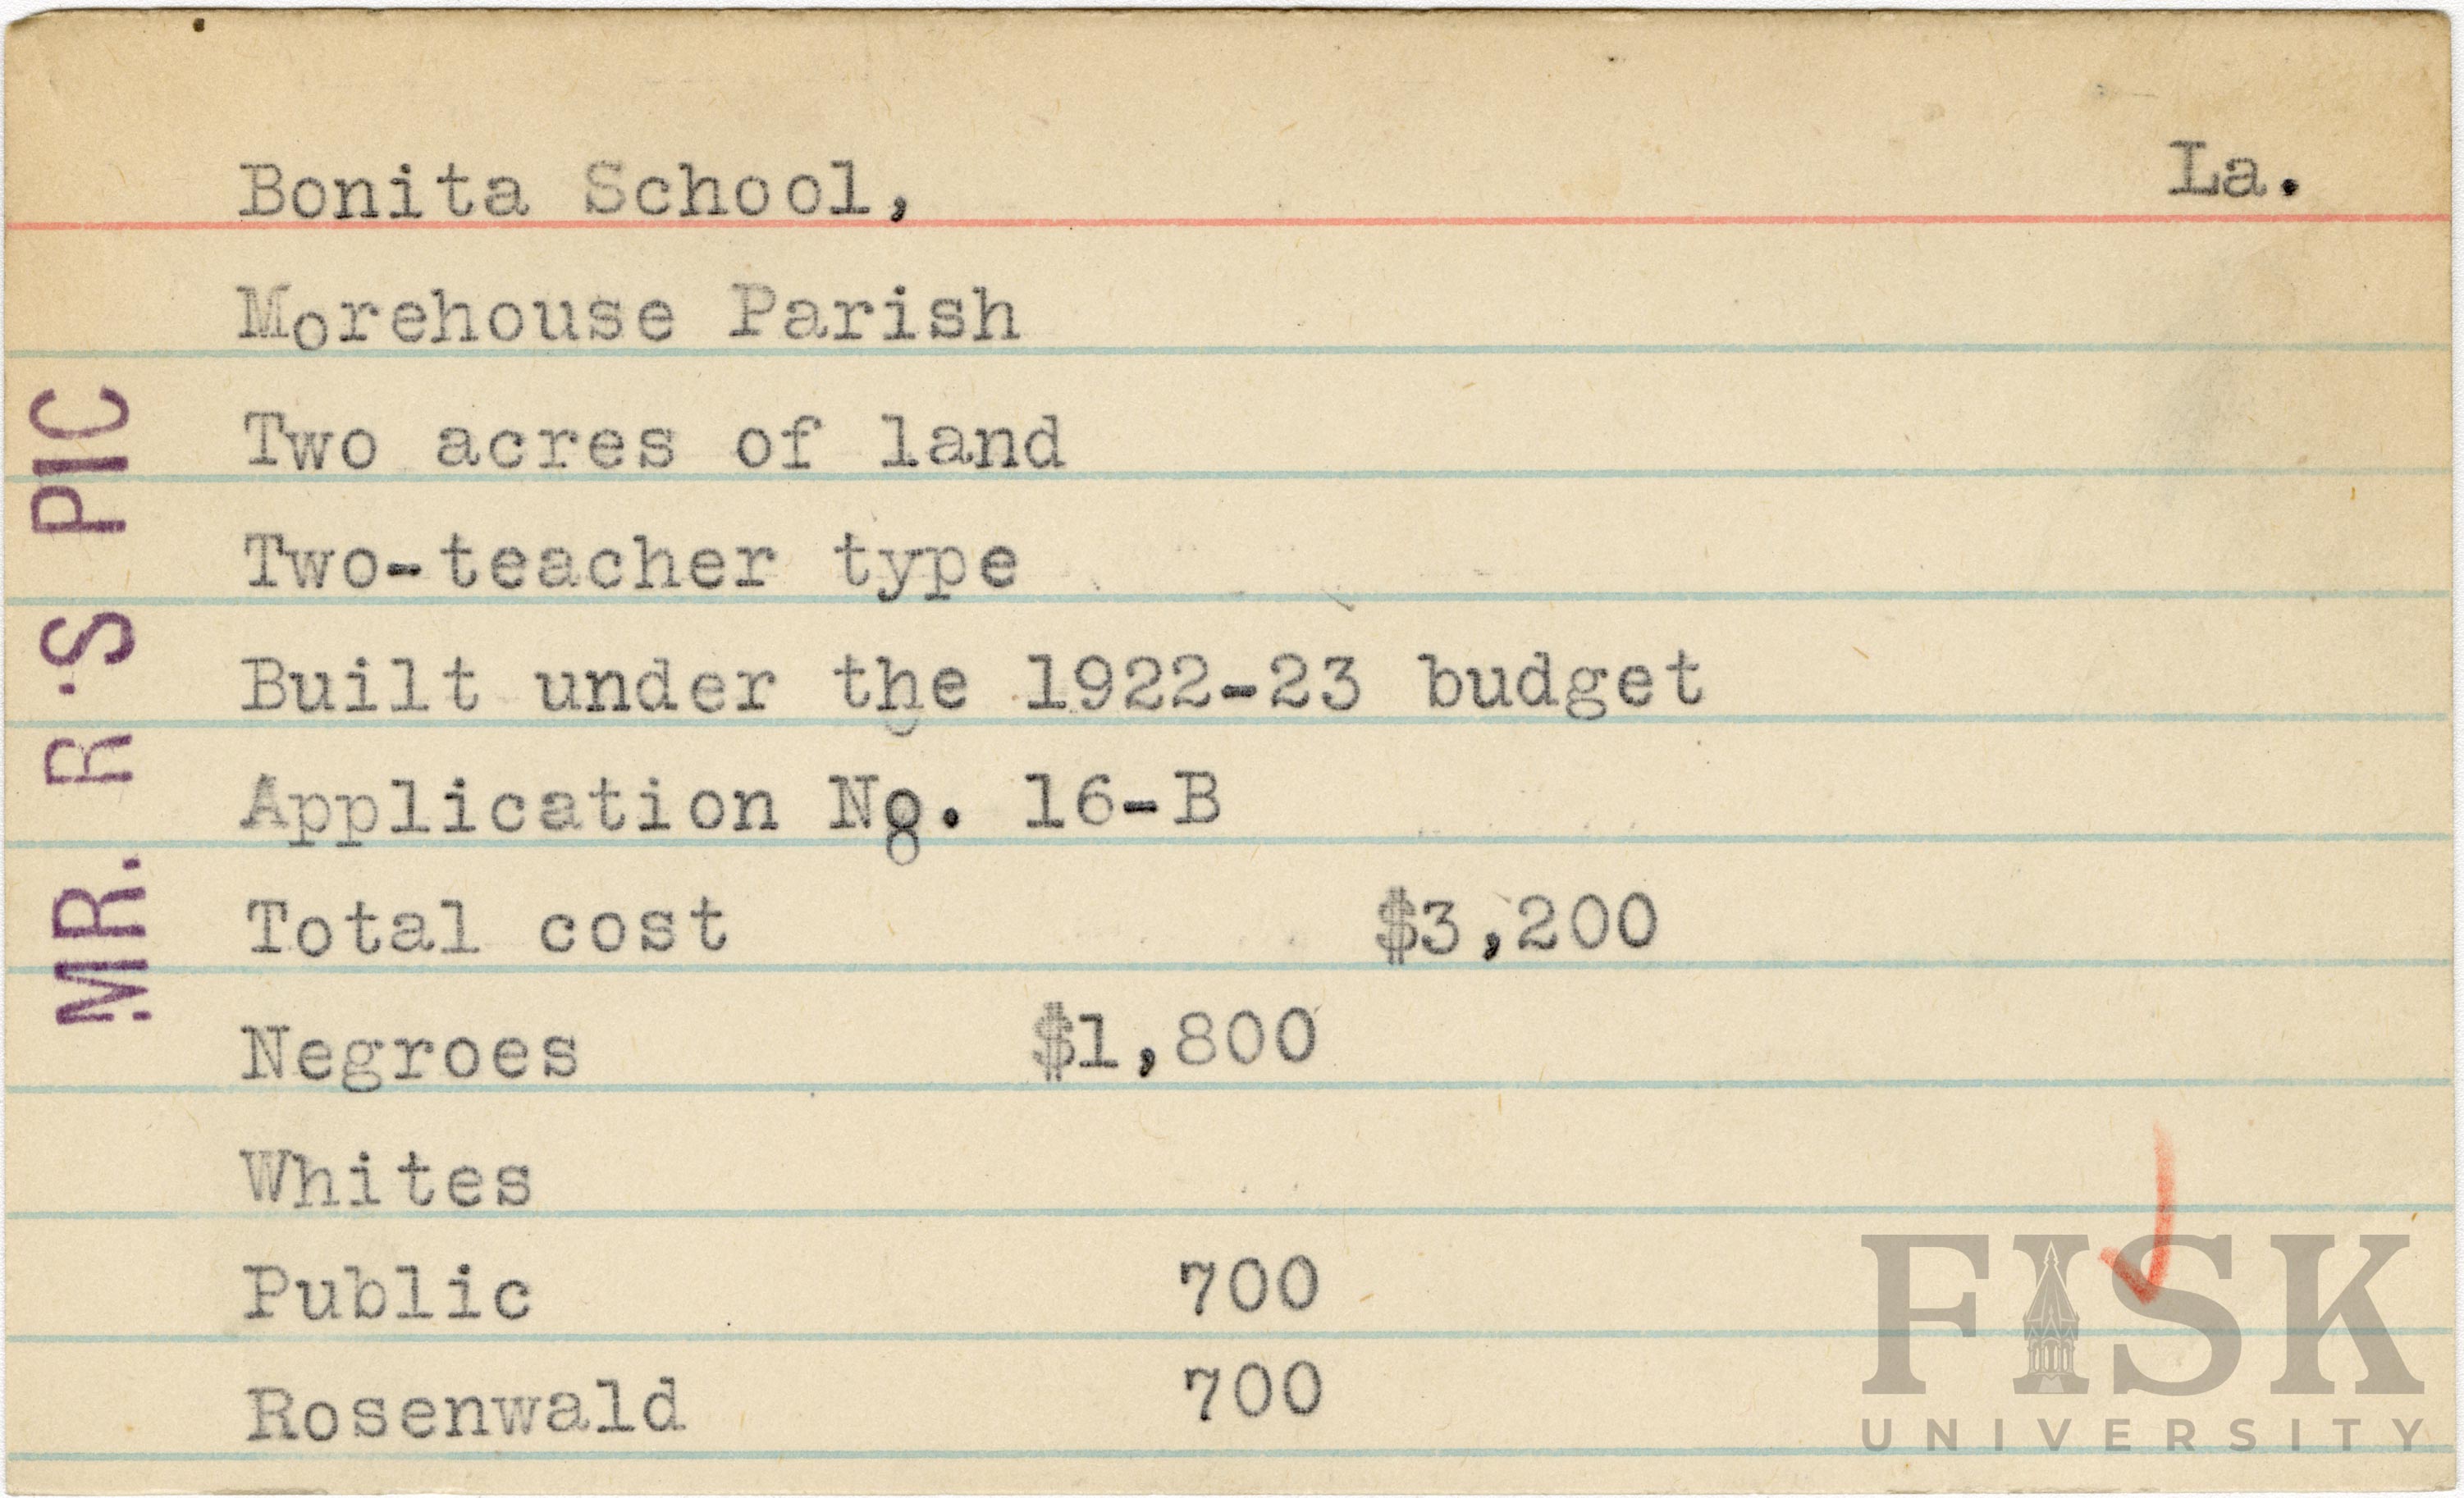 Bonita School, La.
Morehouse Parish
Two acres of land
Two-teacher type
Built under the 1922-23 budget
Application No. 16-B
Total cost $3,200
Negroes $1,800
Whites
Public 700
Rosenwald 700
MR. R·S PIC
FISK
UNIVERSITY